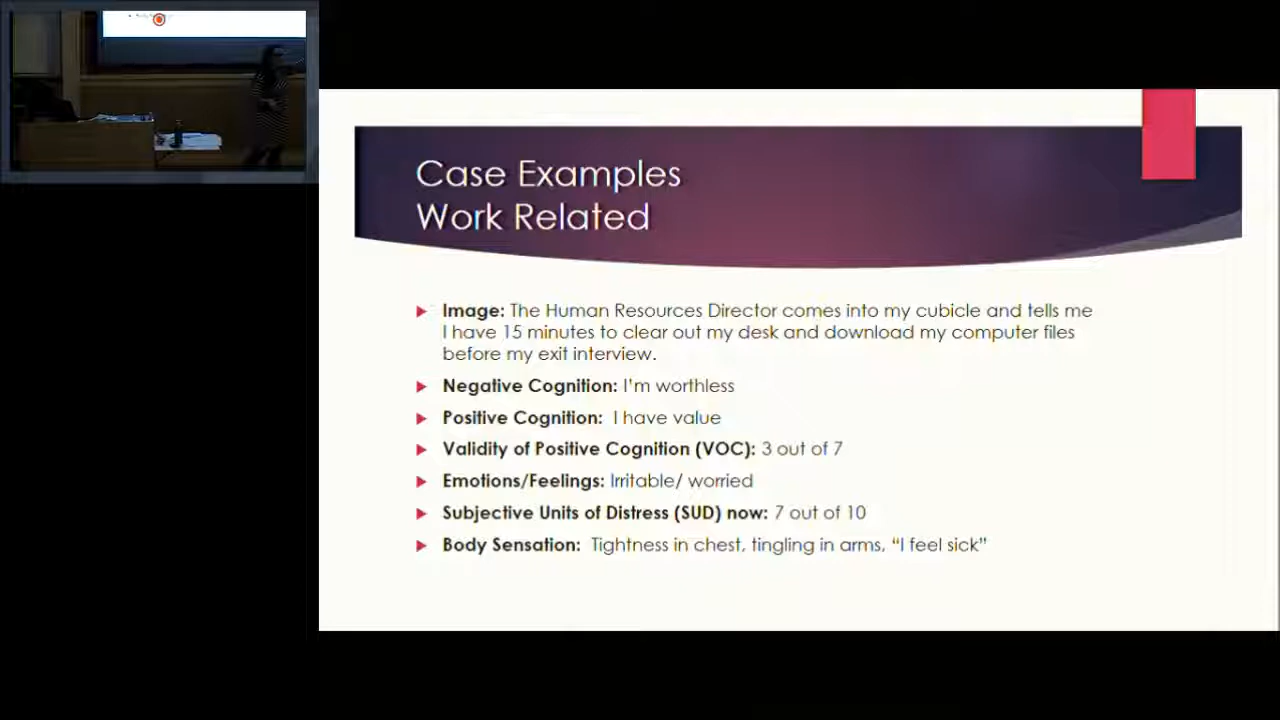 Case Examples
Work Related
Image: The Human Resources Director comes into my cubicle and tells me
I have 15 minutes to clear out my desk and download my computer files
before my exit interview.
Negative Cognition: I'm worthless
Positive Cognition: I have value
Validity of Positive Cognition (VOC): 3 out of 7
Emotions/Feelings: Irritable/ worried
Subjective Units of Distress (SUD) now: 7 out of 10
Body Sensation: Tightness in chest, tingling in arms, “I feel sick”